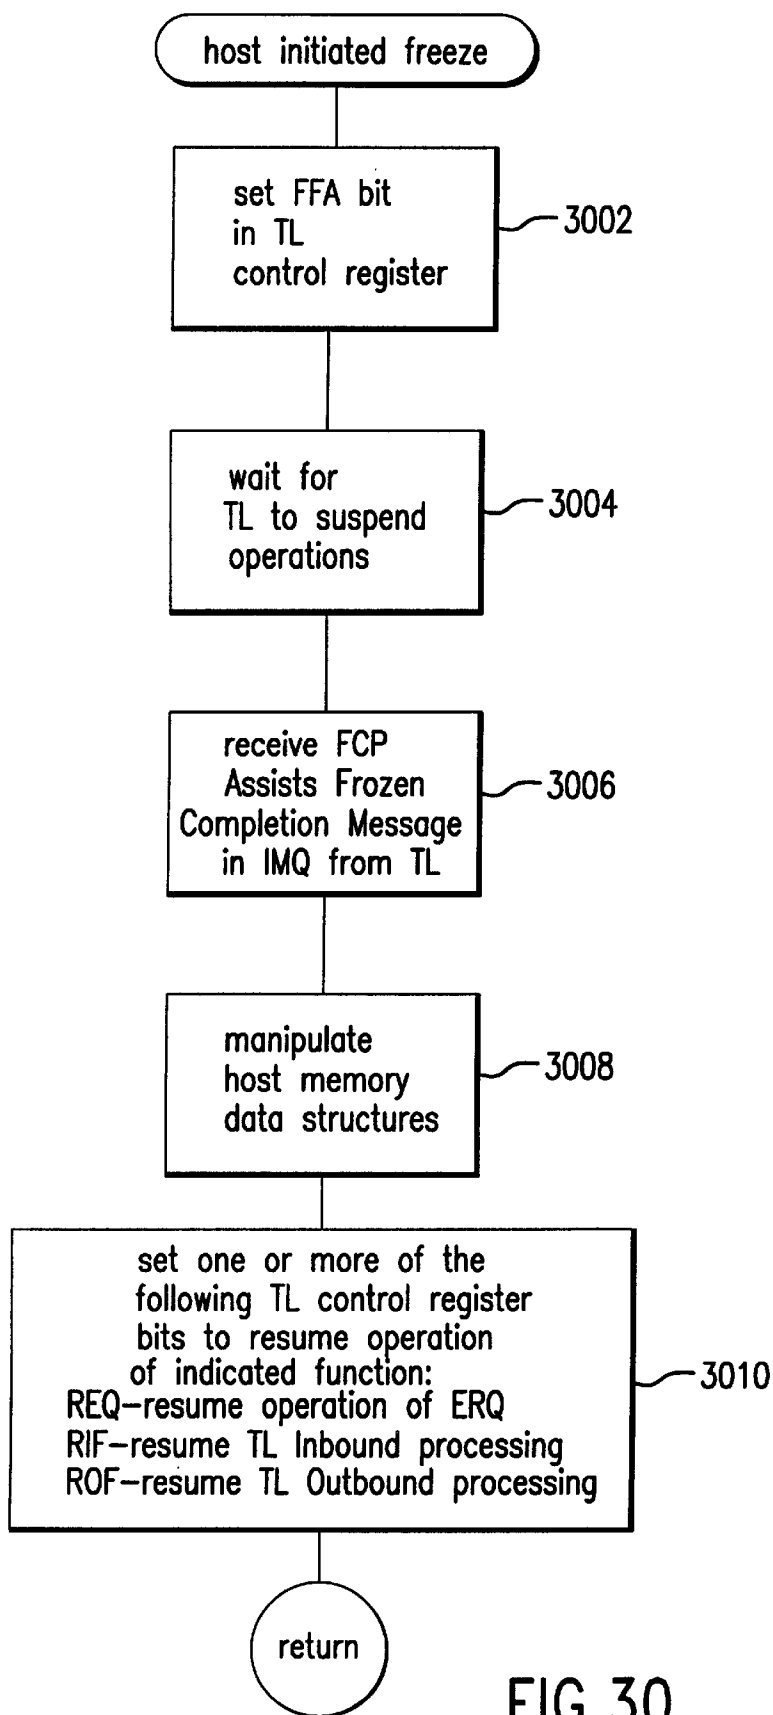 host initiated freeze
set FFA bit
in TL
control register
3002
wait for
TL to suspend
operations
3004
receive FCP
Assists Frozen
Completion Message
in IMQ from TL
3006
manipulate
host memory
data structures
3008
set one or more of the
following TL control register
bits to resume operation
of indicated function:
REQ-resume operation of ERQ
RIF-resume TL Inbound processing
ROF-resume TL Outbound processing
3010
return
FIG.30